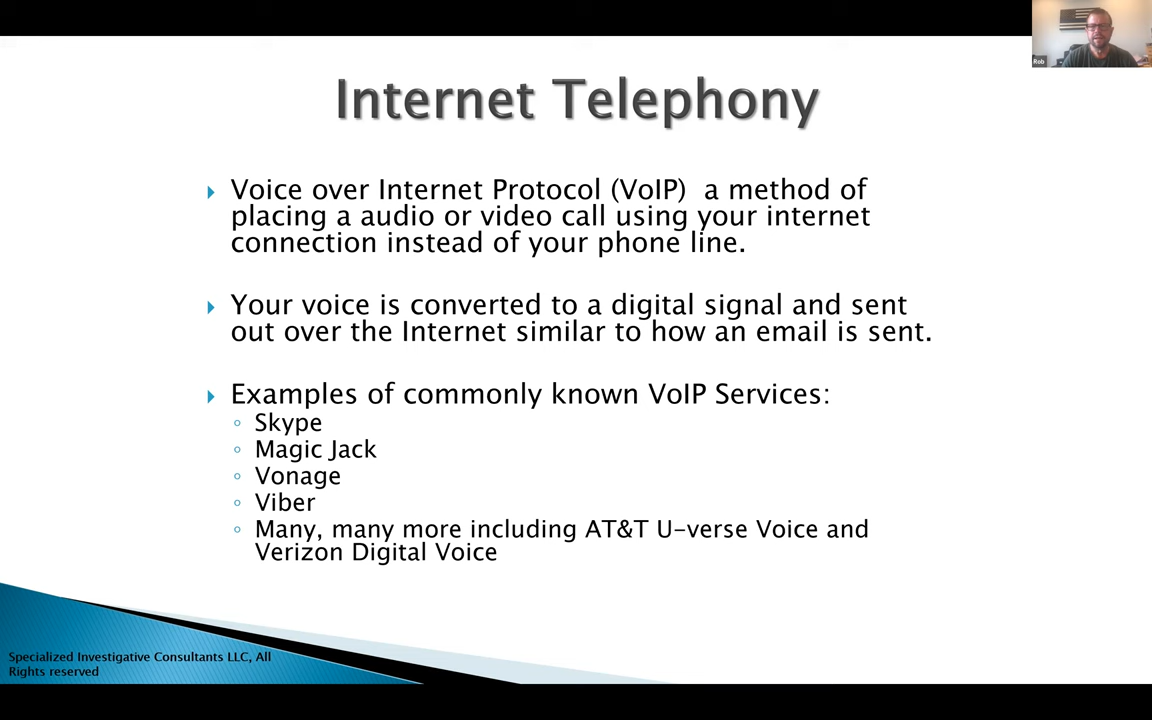 Rob
Internet Telephony
Voice over Internet Protocol (VoIP)  a method of
placing a audio or video call using your internet
connection instead of your phone line.
Your voice is converted to a digital signal and sent
out over the Internet similar to how an email is sent.
Examples of commonly known VoIP Services:
Skype
Magic Jack
Vonage
Viber
Many, many more including AT&T U-verse Voice and
Verizon Digital Voice
Specialized Investigative Consultants LLC, All
Rights reserved